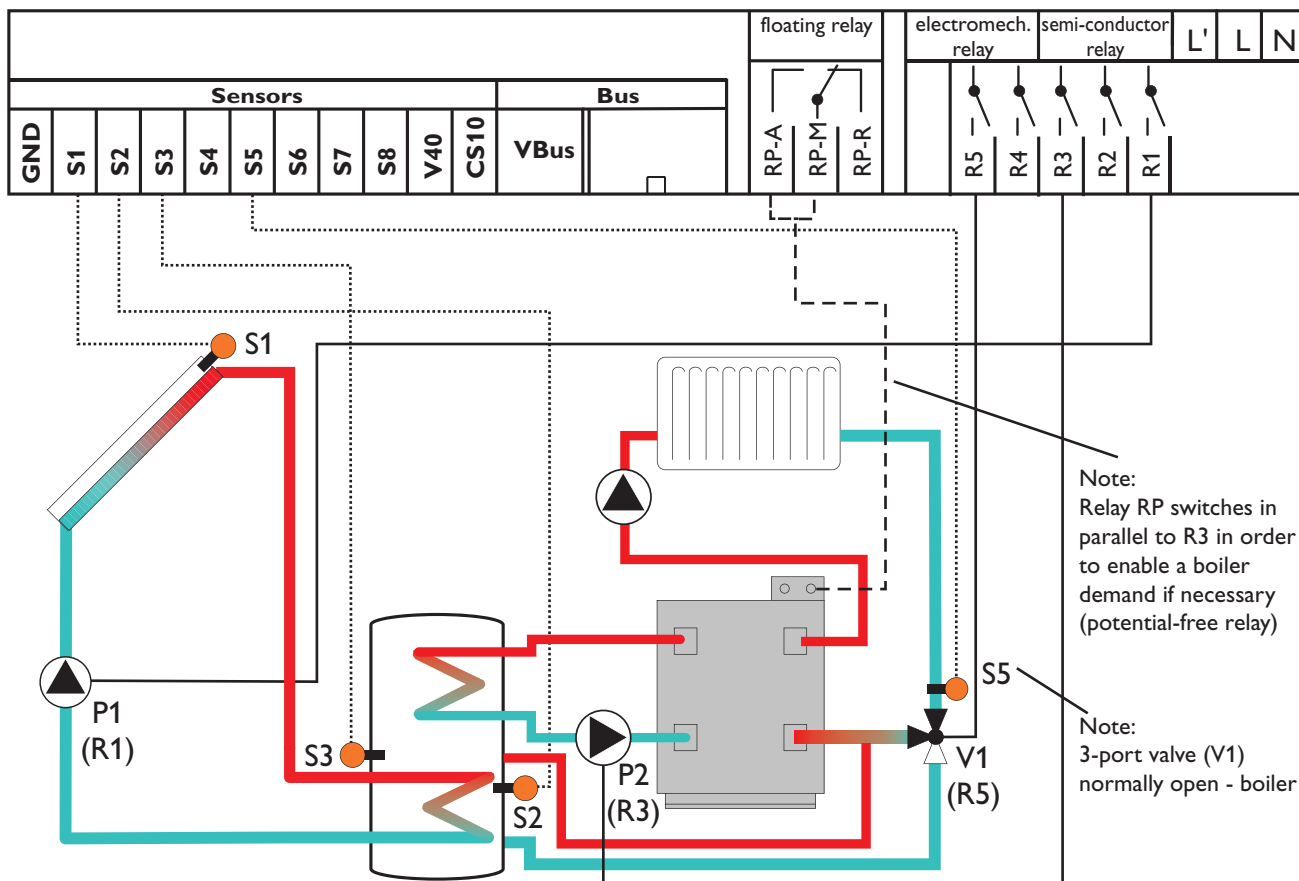 floating relay
electromech.
relay
semi-conductor
relay
L'
L
N
Sensors
Bus
GND
S1
S2
S3
S4
S5
S6
S7
S8
V40
CS10
VBus
RP-A
RP-M
RP-R
R5
R4
R3
R2
R1
S1
Note:
Relay RP switches in
parallel to R3 in order
to enable a boiler
demand if necessary
(potential-free relay)
P1
(R1)
S3
S2
P2
(R3)
S5
V1
(R5)
Note:
3-port valve (V1)
normally open - boiler